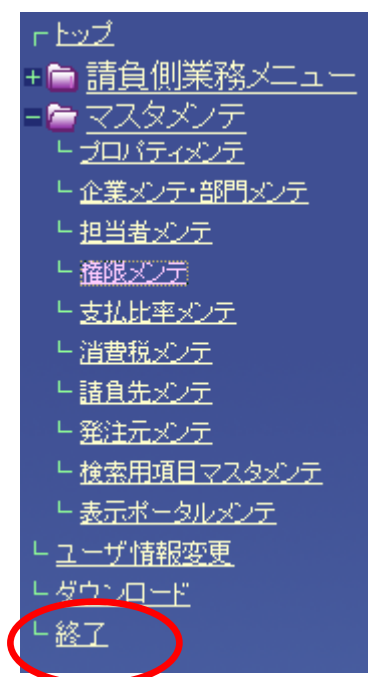 トップ
請負側業務メニュー
マスタメンテ
プロパティメンテ
企業メンテ・部門メンテ
担当者メンテ
権限メンテ
支払比率メンテ
消費税メンテ
請負先メンテ
発注元メンテ
検索用項目マスタメンテ
表示ポータルメンテ
ユーザ情報変更
ダウンロード
終了